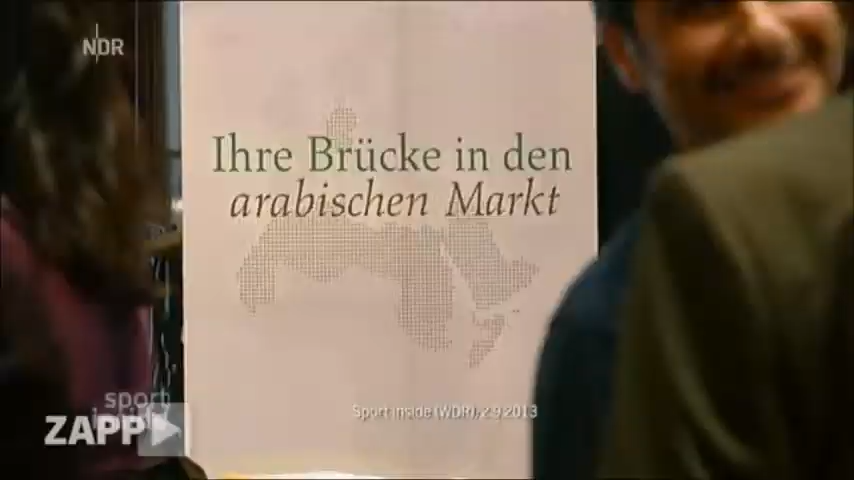 NDR
Ihre Brücke in den
arabischen Markt
Sport inside (WDR), 2.9.2013
sport
ZAPP